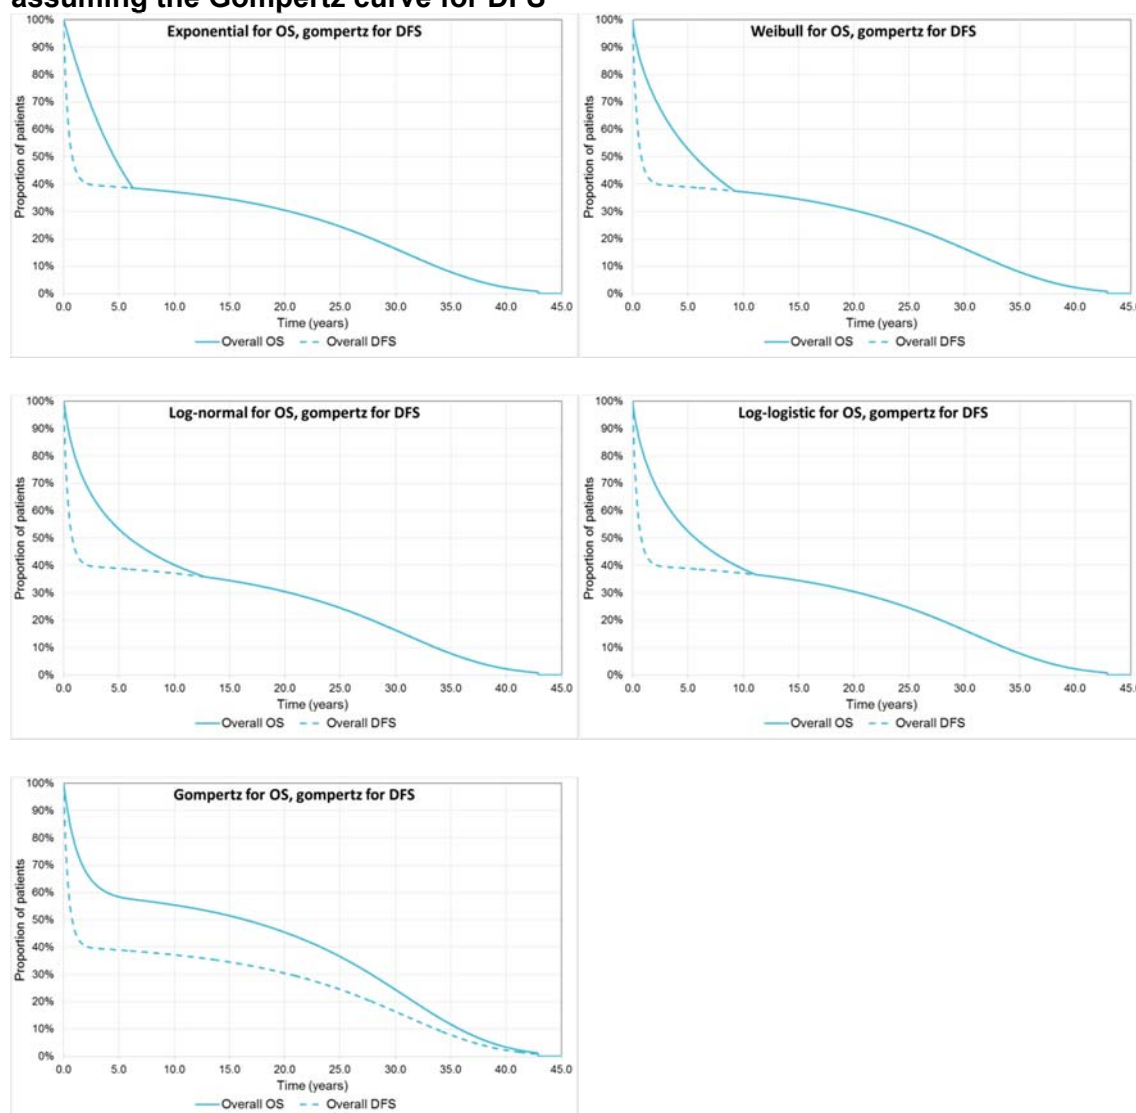 assuming the Gompertz curve for DFS
Exponential for OS, gompertz for DFS
Proportion of patients
100%
90%
80%
70%
60%
50%
40%
30%
20%
10%
0%
0.0 5.0 10.0 15.0 20.0 25.0 30.0 35.0 40.0 45.0
Time (years)
Overall OS Overall DFS
Weibull for OS, gompertz for DFS
Proportion of patients
100%
90%
80%
70%
60%
50%
40%
30%
20%
10%
0%
0.0 5.0 10.0 15.0 20.0 25.0 30.0 35.0 40.0 45.0
Time (years)
Overall OS Overall DFS
Log-normal for OS, gompertz for DFS
Proportion of patients
100%
90%
80%
70%
60%
50%
40%
30%
20%
10%
0%
0.0 5.0 10.0 15.0 20.0 25.0 30.0 35.0 40.0 45.0
Time (years)
Overall OS Overall DFS
Log-logistic for OS, gompertz for DFS
Proportion of patients
100%
90%
80%
70%
60%
50%
40%
30%
20%
10%
0%
0.0 5.0 10.0 15.0 20.0 25.0 30.0 35.0 40.0 45.0
Time (years)
Overall OS Overall DFS
Gompertz for OS, gompertz for DFS
Proportion of patients
100%
90%
80%
70%
60%
50%
40%
30%
20%
10%
0%
0.0 5.0 10.0 15.0 20.0 25.0 30.0 35.0 40.0 45.0
Time (years)
Overall OS Overall DFS